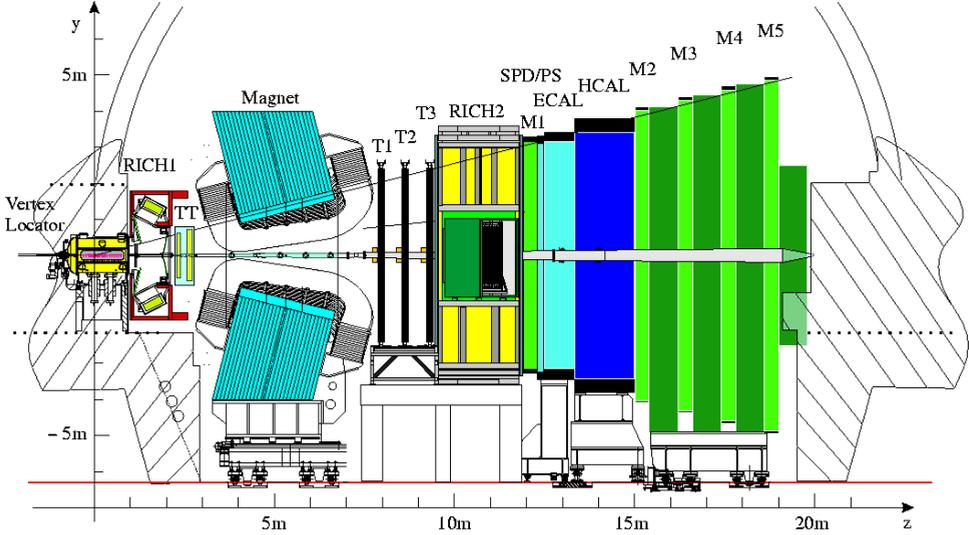 y
5m
Magnet
SPD/PS
ECAL
HCAL
M1
M2
M3
M4
M5
T1
T2
T3
RICH2
RICH1
TT
Vertex
Locator
– 5m
5m
10m
15m
20m
z